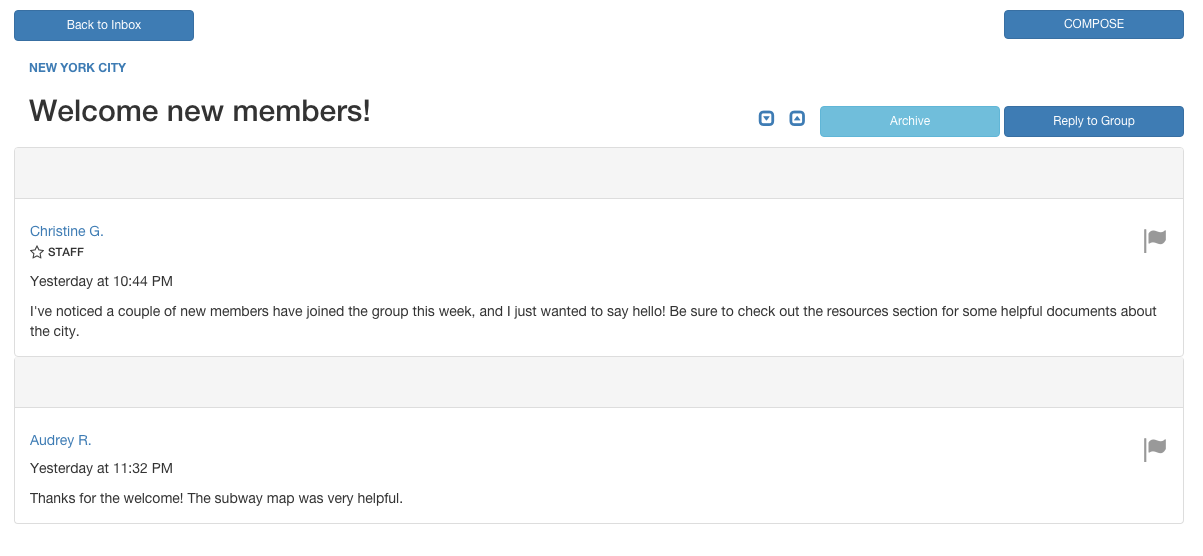 Back to Inbox
COMPOSE
NEW YORK CITY
Welcome new members!
Archive
Reply to Group
Christine G.
STAFF
Yesterday at 10:44 PM
I've noticed a couple of new members have joined the group this week, and I just wanted to say hello! Be sure to check out the resources section for some helpful documents about
the city.
Audrey R.
Yesterday at 11:32 PM
Thanks for the welcome! The subway map was very helpful.